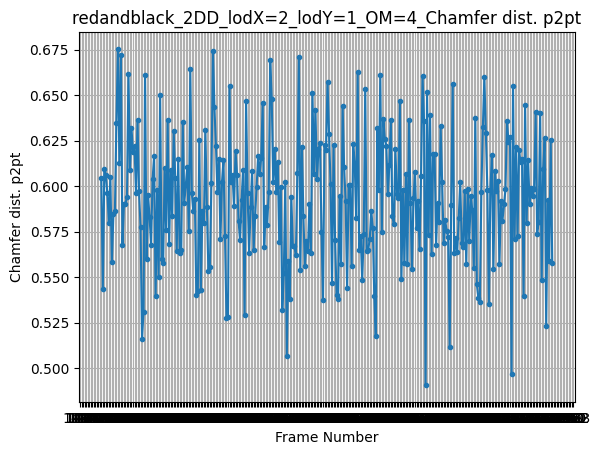 redandblack_2DD_lodX=2_lodY=1_OM=4_Chamfer dist. p2pt
Chamfer dist. p2pt
0.675
0.650
0.625
0.600
0.575
0.550
0.525
0.500
Frame Number